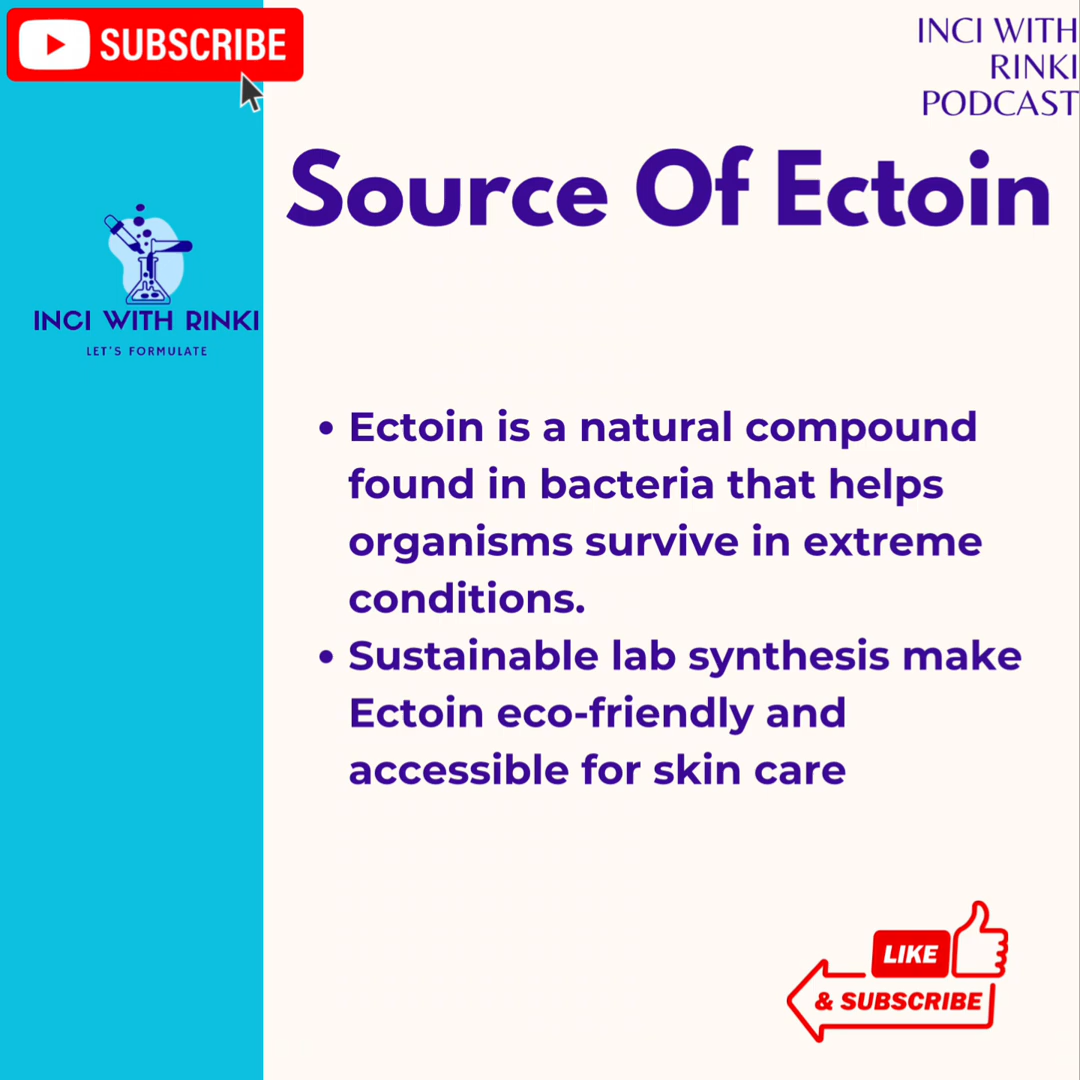 SUBSCRIBE
INCI WITH
RINKI
PODCAST
Source Of Ectoin
INCI WITH RINKI
LET'S FORMULATE
• Ectoin is a natural compound
found in bacteria that helps
organisms survive in extreme
conditions.
• Sustainable lab synthesis make
Ectoin eco-friendly and
accessible for skin care
LIKE
& SUBSCRIBE